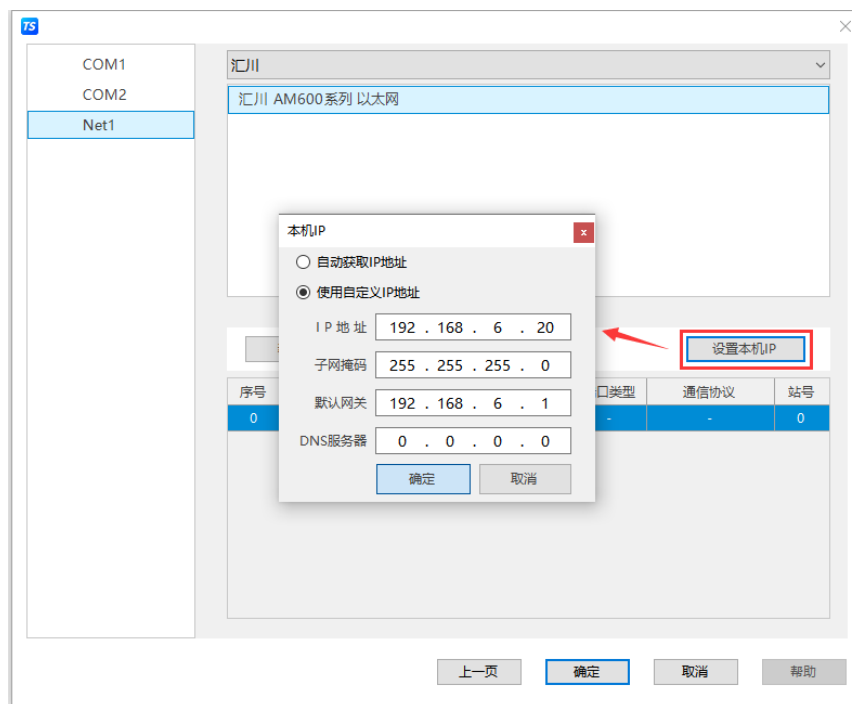 TS
COM1
COM2
Net1
汇川
汇川 AM600系列 以太网
本机IP
自动获取IP地址
使用自定义IP地址
IP地址 192 . 168 . 6 . 20
子网掩码 255 . 255 . 255 . 0
默认网关 192 . 168 . 6 . 1
DNS服务器 0 . 0 . 0 . 0
确定 取消
设置本机IP
序号 口类型 通信协议 站号
0 - - 0
上一页 确定 取消 帮助